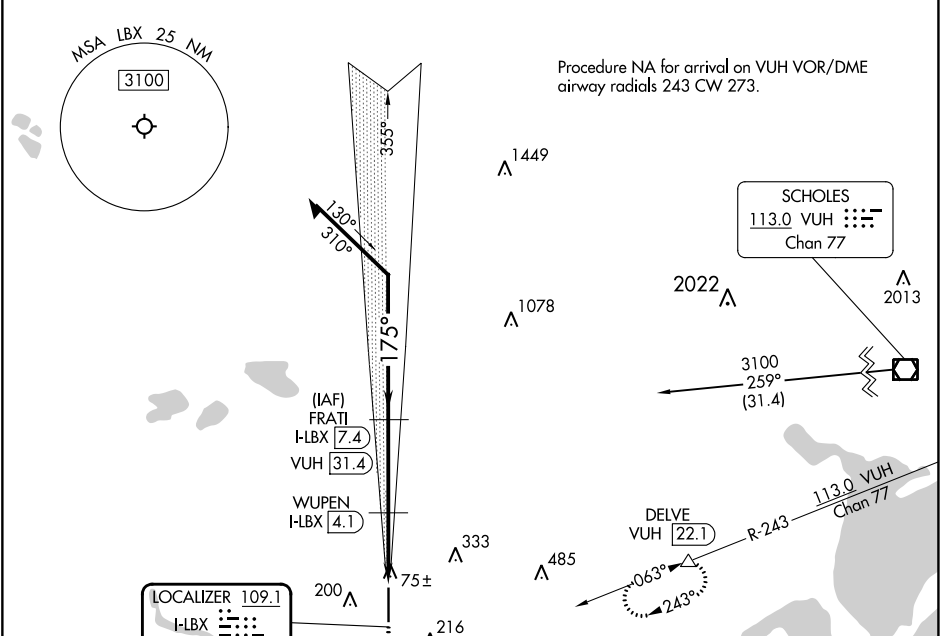 MSA LBX 25 NM
3100
Procedure NA for arrival on VUH VOR/DME
airway radials 243 CW 273.
355°
1449
130°
310°
SCHOLES
113.0 VUH
Chan 77
2022
2013
1078
175°
3100
259°
(31.4)
(IAF)
FRATI
I-LBX 7.4
VUH 31.4
WUPEN
I-LBX 4.1
113.0 VUH
Chan 77
R-243
DELVE
VUH 22.1
333
485
063°
243°
75±
200
LOCALIZER 109.1
I-LBX
216